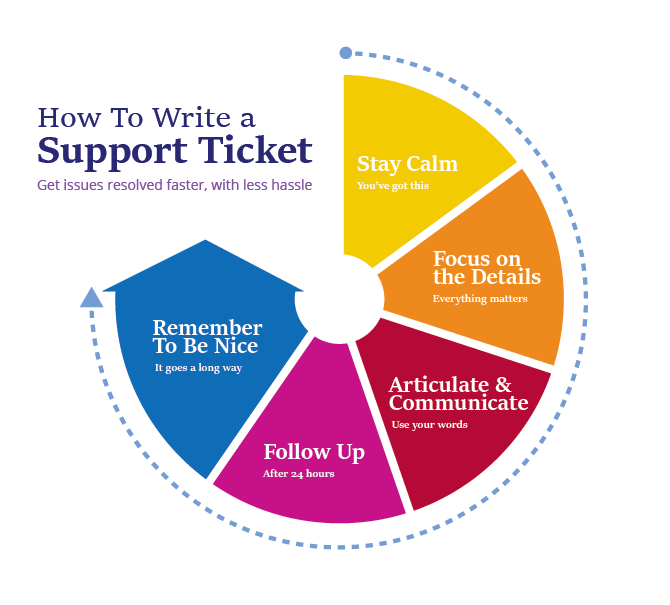 How To Write a
Support Ticket
Get issues resolved faster, with less hassle
Stay Calm
You've got this
Focus on
the Details
Everything matters
Articulate &
Communicate
Use your words
Follow Up
After 24 hours
Remember
To Be Nice
It goes a long way